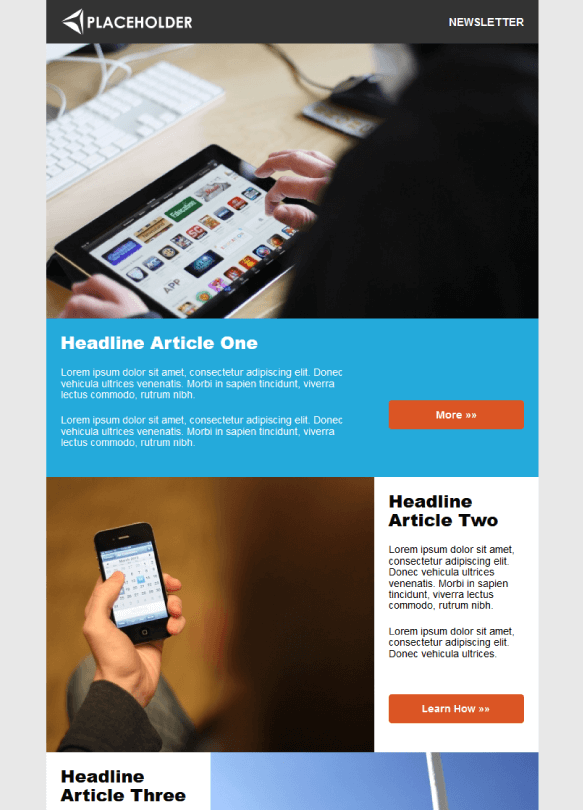 PLACEHOLDER
NEWSLETTER
Education
APP
Headline Article One
Lorem ipsum dolor sit amet, consectetur adipiscing elit. Donec
vehicula ultrices venenatis. Morbi in sapien tincidunt, viverra
lectus commodo, rutrum nibh.
Lorem ipsum dolor sit amet, consectetur adipiscing elit. Donec
vehicula ultrices venenatis. Morbi in sapien tincidunt, viverra
lectus commodo, rutrum nibh.
More »»
Headline
Article Two
Lorem ipsum dolor sit amet,
consectetur adipiscing elit.
Donec vehicula ultrices
venenatis. Morbi in sapien
tincidunt, viverra lectus
commodo, rutrum nibh.
Lorem ipsum dolor sit amet,
consectetur adipiscing elit.
Donec vehicula ultrices.
Learn How »»
Headline
Article Three